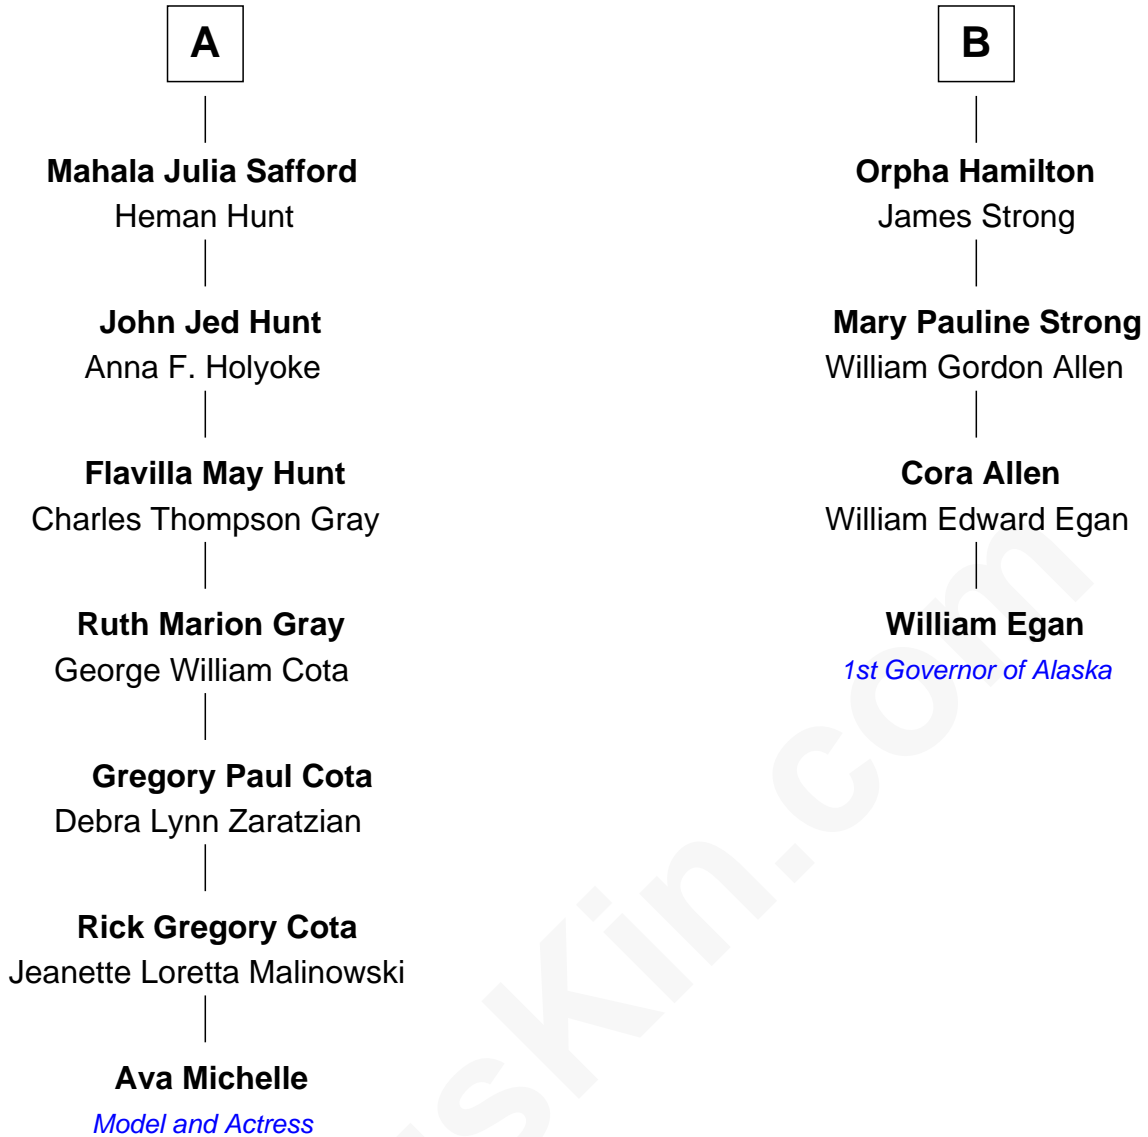 A
Mahala Julia Safford
Heman Hunt
John Jed Hunt
Anna F. Holyoke
Flavilla May Hunt
Charles Thompson Gray
Ruth Marion Gray
George William Cota
Gregory Paul Cota
Debra Lynn Zaratzian
Rick Gregory Cota
Jeanette Loretta Malinowski
Ava Michelle
Model and Actress
B
Orpha Hamilton
James Strong
Mary Pauline Strong
William Gordon Allen
Cora Allen
William Edward Egan
William Egan
1st Governor of Alaska
sKin.com